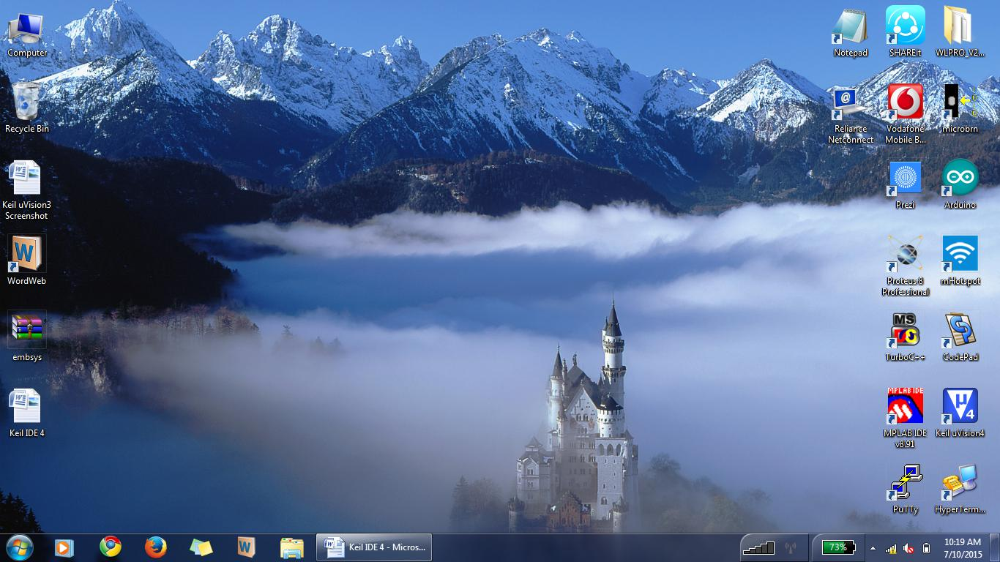 Computer
Recycle Bin
Keil uVision3
Screenshot
WordWeb
embsys
Keil IDE 4
Notepad
SHAREit
WLPRO_V2...
Reliance
Netconnect
Vodafone
Mobile B...
microbrn
Prezi
Arduino
Proteus 8
Professional
mHotspot
MS
TurboC++
CodePad
MPLAB IDE
MPLAB IDE
v8.91
µ
4
Keil uVision4
PuTTy
HyperTerm...
Keil IDE 4 - Micros...
73%
10:19 AM
7/10/2015